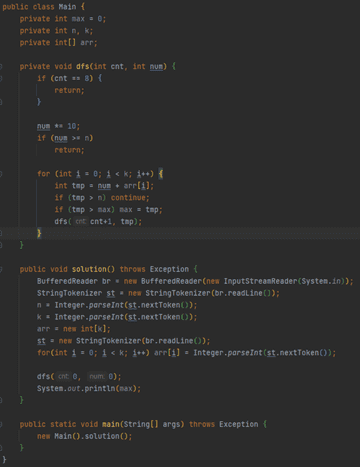 public class Main {
private int max = 0;
private int n, k;
private int[] arr;
private void dfs(int cnt, int num) {
if (cnt == 8) {
return;
}
num *= 10;
if (num >= n)
return;
for (int i = 0; i < k; i++) {
int tmp = num + arr[i];
if (tmp > n) continue;
if (tmp > max) max = tmp;
dfs( cnt: cnt+1, tmp);
}
}
public void solution() throws Exception {
BufferedReader br = new BufferedReader(new InputStreamReader(System.in));
StringTokenizer st = new StringTokenizer(br.readLine());
n = Integer.parseInt(st.nextToken());
k = Integer.parseInt(st.nextToken());
arr = new int[k];
st = new StringTokenizer(br.readLine());
for(int i = 0; i < k; i++) arr[i] = Integer.parseInt(st.nextToken());
dfs( cnt: 0, num: 0);
System.out.println(max);
}
public static void main(String[] args) throws Exception {
new Main().solution();
}
}